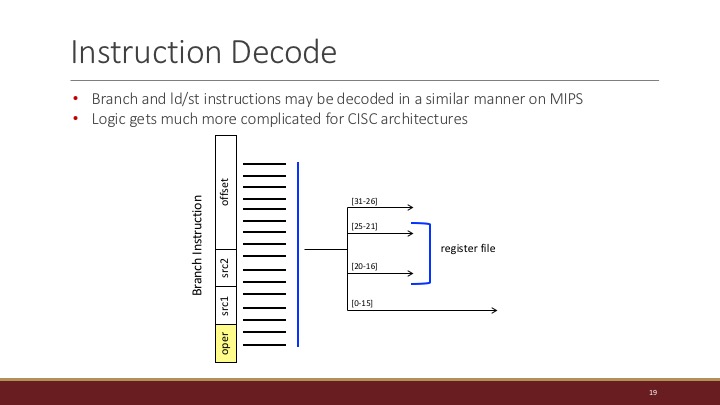 Instruction Decode
• Branch and ld/st instructions may be decoded in a similar manner on MIPS
• Logic gets much more complicated for CISC architectures
Branch Instruction
offset
src2
src1
oper
[31-26]
[25-21]
[20-16]
[0-15]
register file
19